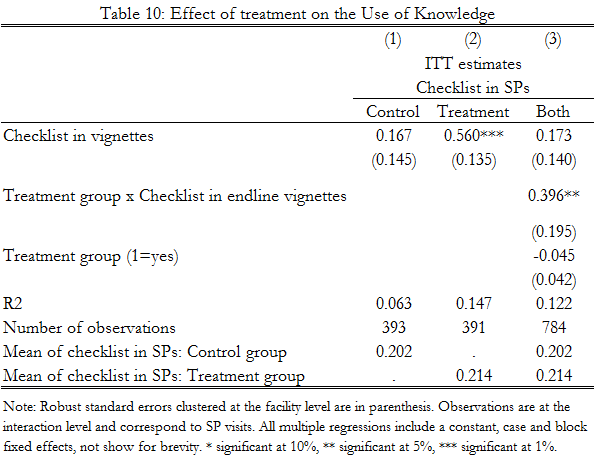 Table 10: Effect of treatment on the Use of Knowledge
(1) (2) (3)
ITT estimates
Checklist in SPs
Control Treatment Both
Checklist in vignettes 0.167 0.560*** 0.173
(0.145) (0.135) (0.140)
Treatment group x Checklist in endline vignettes 0.396**
(0.195)
Treatment group (1=yes) -0.045
(0.042)
R2 0.063 0.147 0.122
Number of observations 393 391 784
Mean of checklist in SPs: Control group 0.202 . 0.202
Mean of checklist in SPs: Treatment group . 0.214 0.214
Note: Robust standard errors clustered at the facility level are in parenthesis. Observations are at the
interaction level and correspond to SP visits. All multiple regressions include a constant, case and block
fixed effects, not show for brevity. * significant at 10%, ** significant at 5%, *** significant at 1%.